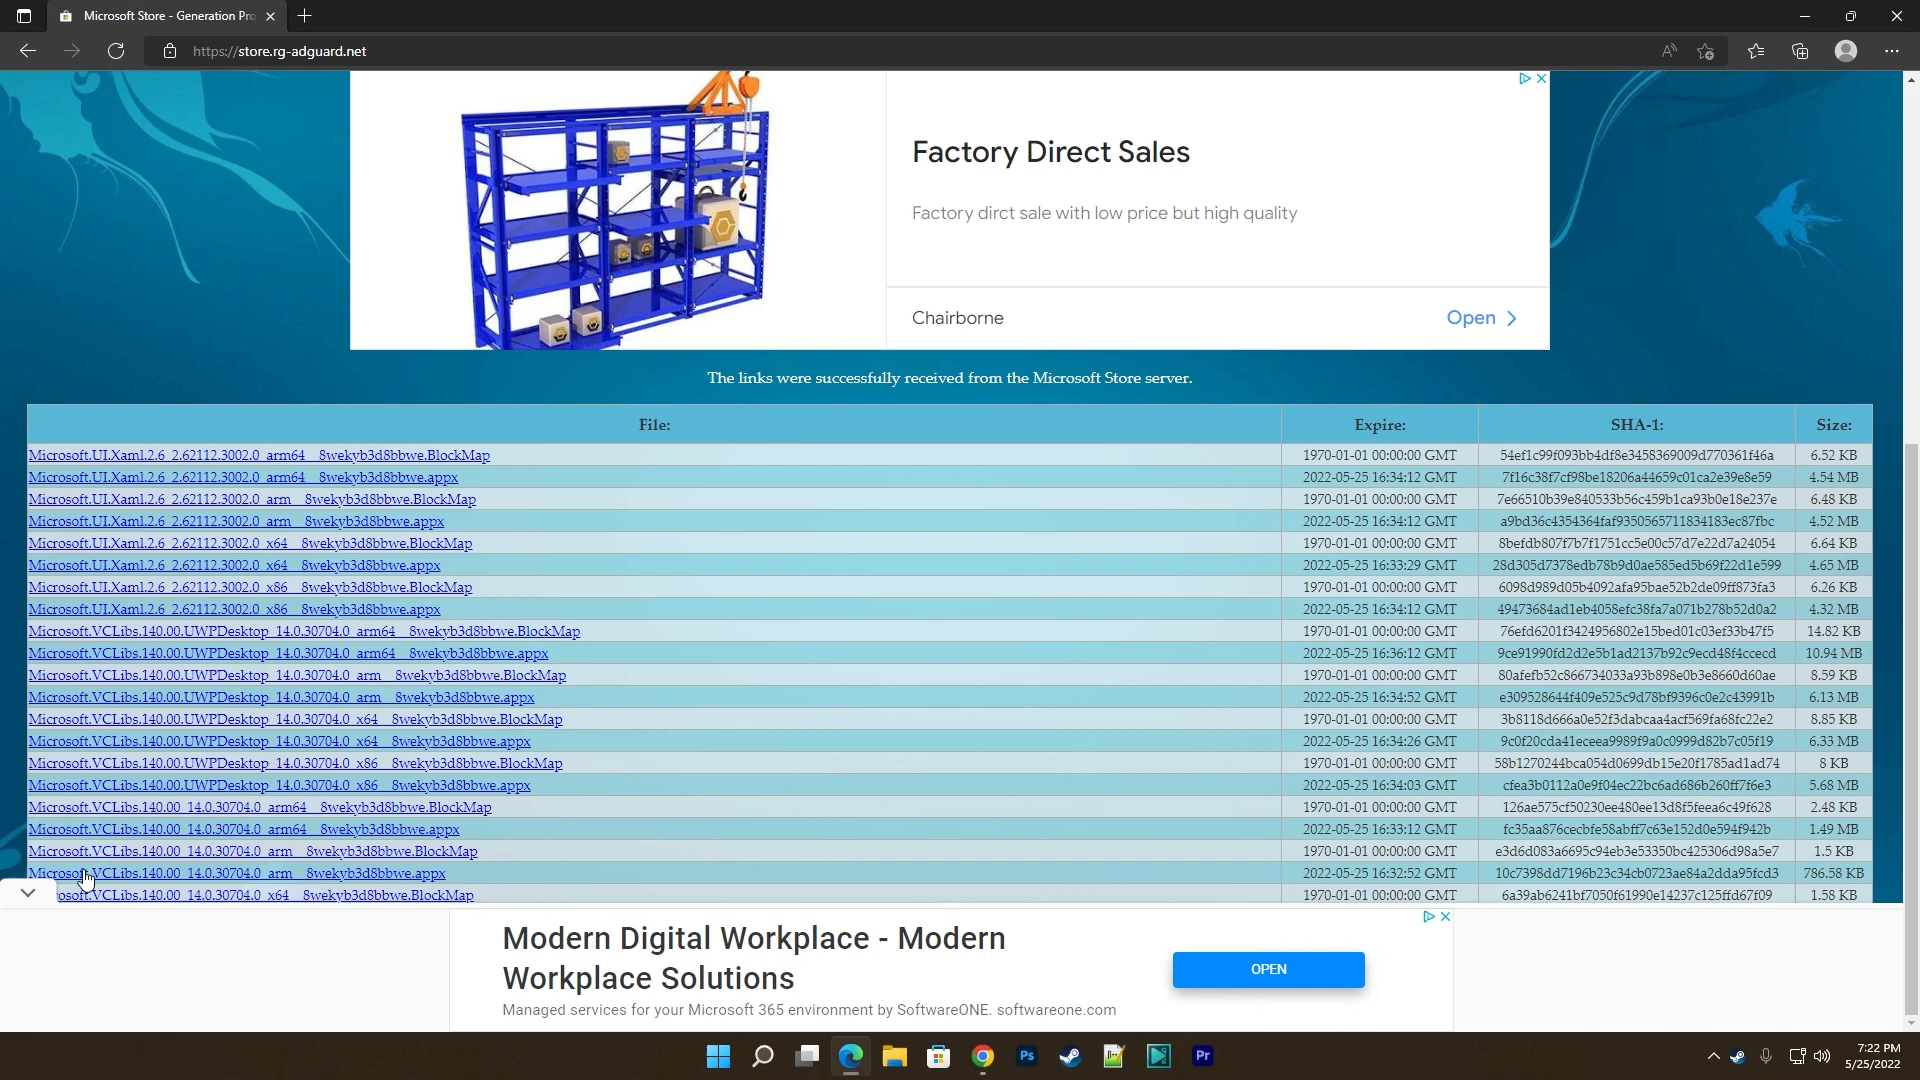 Microsoft Store - Generation Pro
https://store.rg-adguard.net
Factory Direct Sales
Factory dirct sale with low price but high quality
Chairborne
Open
The links were successfully received from the Microsoft Store server.
File: Expire: SHA-1: Size:
Microsoft.UI.Xaml.2.6_2.62112.3002.0_arm64__8wekyb3d8bbwe.BlockMap 1970-01-01 00:00:00 GMT 54ef1c99f093bb4df8e3458369009d770361f46a 6.52 KB
Microsoft.UI.Xaml.2.6_2.62112.3002.0_arm64__8wekyb3d8bbwe.appx 2022-05-25 16:34:12 GMT 7f16c38f7cf98be18206a44659c01ca2e39e8e59 4.54 MB
Microsoft.UI.Xaml.2.6_2.62112.3002.0_arm__8wekyb3d8bbwe.BlockMap 1970-01-01 00:00:00 GMT 7e66510b39e840533b56c459b1ca93b0e18e237e 6.48 KB
Microsoft.UI.Xaml.2.6_2.62112.3002.0_arm__8wekyb3d8bbwe.appx 2022-05-25 16:34:12 GMT a9bd36c4354364faf9350565711834183ec87fbc 4.52 MB
Microsoft.UI.Xaml.2.6_2.62112.3002.0_x64__8wekyb3d8bbwe.BlockMap 1970-01-01 00:00:00 GMT 8befdb807f7b7f1751cc5e00c57d7e22d7a24054 6.64 KB
Microsoft.UI.Xaml.2.6_2.62112.3002.0_x64__8wekyb3d8bbwe.appx 2022-05-25 16:33:29 GMT 28d305d7378edb78b9d0ae585ed5b69f22d1e599 4.65 MB
Microsoft.UI.Xaml.2.6_2.62112.3002.0_x86__8wekyb3d8bbwe.BlockMap 1970-01-01 00:00:00 GMT 6098d989d05b4092afa95bae52b2de09ff873fa3 6.26 KB
Microsoft.UI.Xaml.2.6_2.62112.3002.0_x86__8wekyb3d8bbwe.appx 2022-05-25 16:34:12 GMT 49473684ad1eb4058efc38fa7a071b278b52d0a2 4.32 MB
Microsoft.VCLibs.140.00.UWPDesktop_14.0.30704.0_arm64__8wekyb3d8bbwe.BlockMap 1970-01-01 00:00:00 GMT 76efd6201f3424956802e15bed01c03ef33b47f5 14.82 KB
Microsoft.VCLibs.140.00.UWPDesktop_14.0.30704.0_arm64__8wekyb3d8bbwe.appx 2022-05-25 16:36:12 GMT 9ce91990fd2d2e5b1ad2137b92c9ecd48f4ccecd 10.94 MB
Microsoft.VCLibs.140.00.UWPDesktop_14.0.30704.0_arm__8wekyb3d8bbwe.BlockMap 1970-01-01 00:00:00 GMT 80afefb52c866734033a93b898e0b3e8660d60ae 8.59 KB
Microsoft.VCLibs.140.00.UWPDesktop_14.0.30704.0_arm__8wekyb3d8bbwe.appx 2022-05-25 16:34:52 GMT e309528644f409e525c9d78bf9396c0e2c43991b 6.13 MB
Microsoft.VCLibs.140.00.UWPDesktop_14.0.30704.0_x64__8wekyb3d8bbwe.BlockMap 1970-01-01 00:00:00 GMT 3b8118d666a0e52f3dabcaa4acf569fa68fc22e2 8.85 KB
Microsoft.VCLibs.140.00.UWPDesktop_14.0.30704.0_x64__8wekyb3d8bbwe.appx 2022-05-25 16:34:26 GMT 9c0f20cda41eceea9989f9a0c0999d82b7c05f19 6.33 MB
Microsoft.VCLibs.140.00.UWPDesktop_14.0.30704.0_x86__8wekyb3d8bbwe.BlockMap 1970-01-01 00:00:00 GMT 58b1270244bca054d0699db15e20f1785ad1ad74 8 KB
Microsoft.VCLibs.140.00.UWPDesktop_14.0.30704.0_x86__8wekyb3d8bbwe.appx 2022-05-25 16:34:03 GMT cfea3b0112a0e9f04ec22bc6ad686b260ff7f6e3 5.68 MB
Microsoft.VCLibs.140.00_14.0.30704.0_arm64__8wekyb3d8bbwe.BlockMap 1970-01-01 00:00:00 GMT 126ae575cf50230ee480ee13d8f5feea6c49f628 2.48 KB
Microsoft.VCLibs.140.00_14.0.30704.0_arm64__8wekyb3d8bbwe.appx 2022-05-25 16:33:12 GMT fc35aa876cecbfe58abff7c63e152d0e594f942b 1.49 MB
Microsoft.VCLibs.140.00_14.0.30704.0_arm__8wekyb3d8bbwe.BlockMap 1970-01-01 00:00:00 GMT e3d6d083a6695c94eb3e53350bc425306d98a5e7 1.5 KB
Microsoft.VCLibs.140.00_14.0.30704.0_arm__8wekyb3d8bbwe.appx 2022-05-25 16:32:52 GMT 10c7398dd7196b23c34cb0723ae84a2dda95fcd3 786.58 KB
osoft.VCLibs.140.00_14.0.30704.0_x64__8wekyb3d8bbwe.BlockMap 1970-01-01 00:00:00 GMT 6a39ab6241bf7050f61990e14237c125ffd67f09 1.58 KB
Modern Digital Workplace - Modern
Workplace Solutions
Managed services for your Microsoft 365 environment by SoftwareONE. softwareone.com
OPEN
Ps
Pr
7:22 PM
5/25/2022